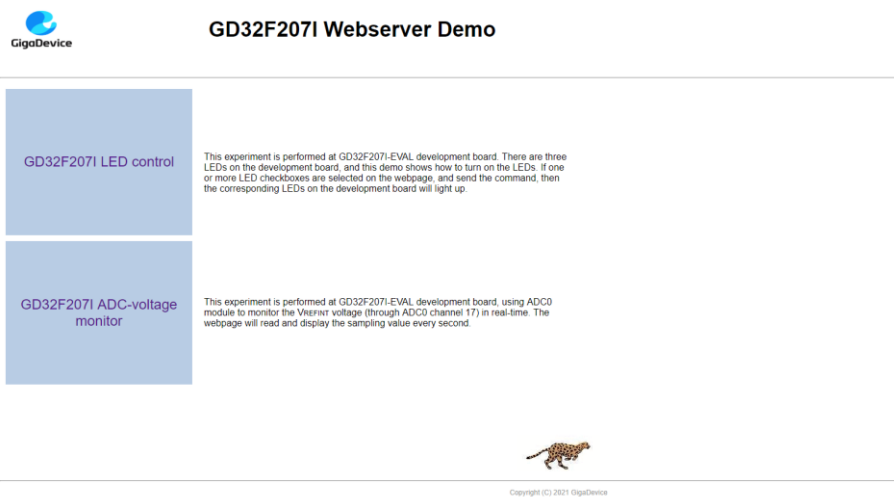 GigaDevice
GD32F207I Webserver Demo
GD32F207I LED control
This experiment is performed at GD32F207I-EVAL development board. There are three
LEDs on the development board, and this demo shows how to turn on the LEDs. If one
or more LED checkboxes are selected on the webpage, and send the command, then
the corresponding LEDs on the development board will light up.
GD32F207I ADC-voltage
monitor
This experiment is performed at GD32F207I-EVAL development board, using ADC0
module to monitor the VREFINT voltage (through ADC0 channel 17) in real-time. The
webpage will read and display the sampling value every second.
Copyright (C) 2021 GigaDevice